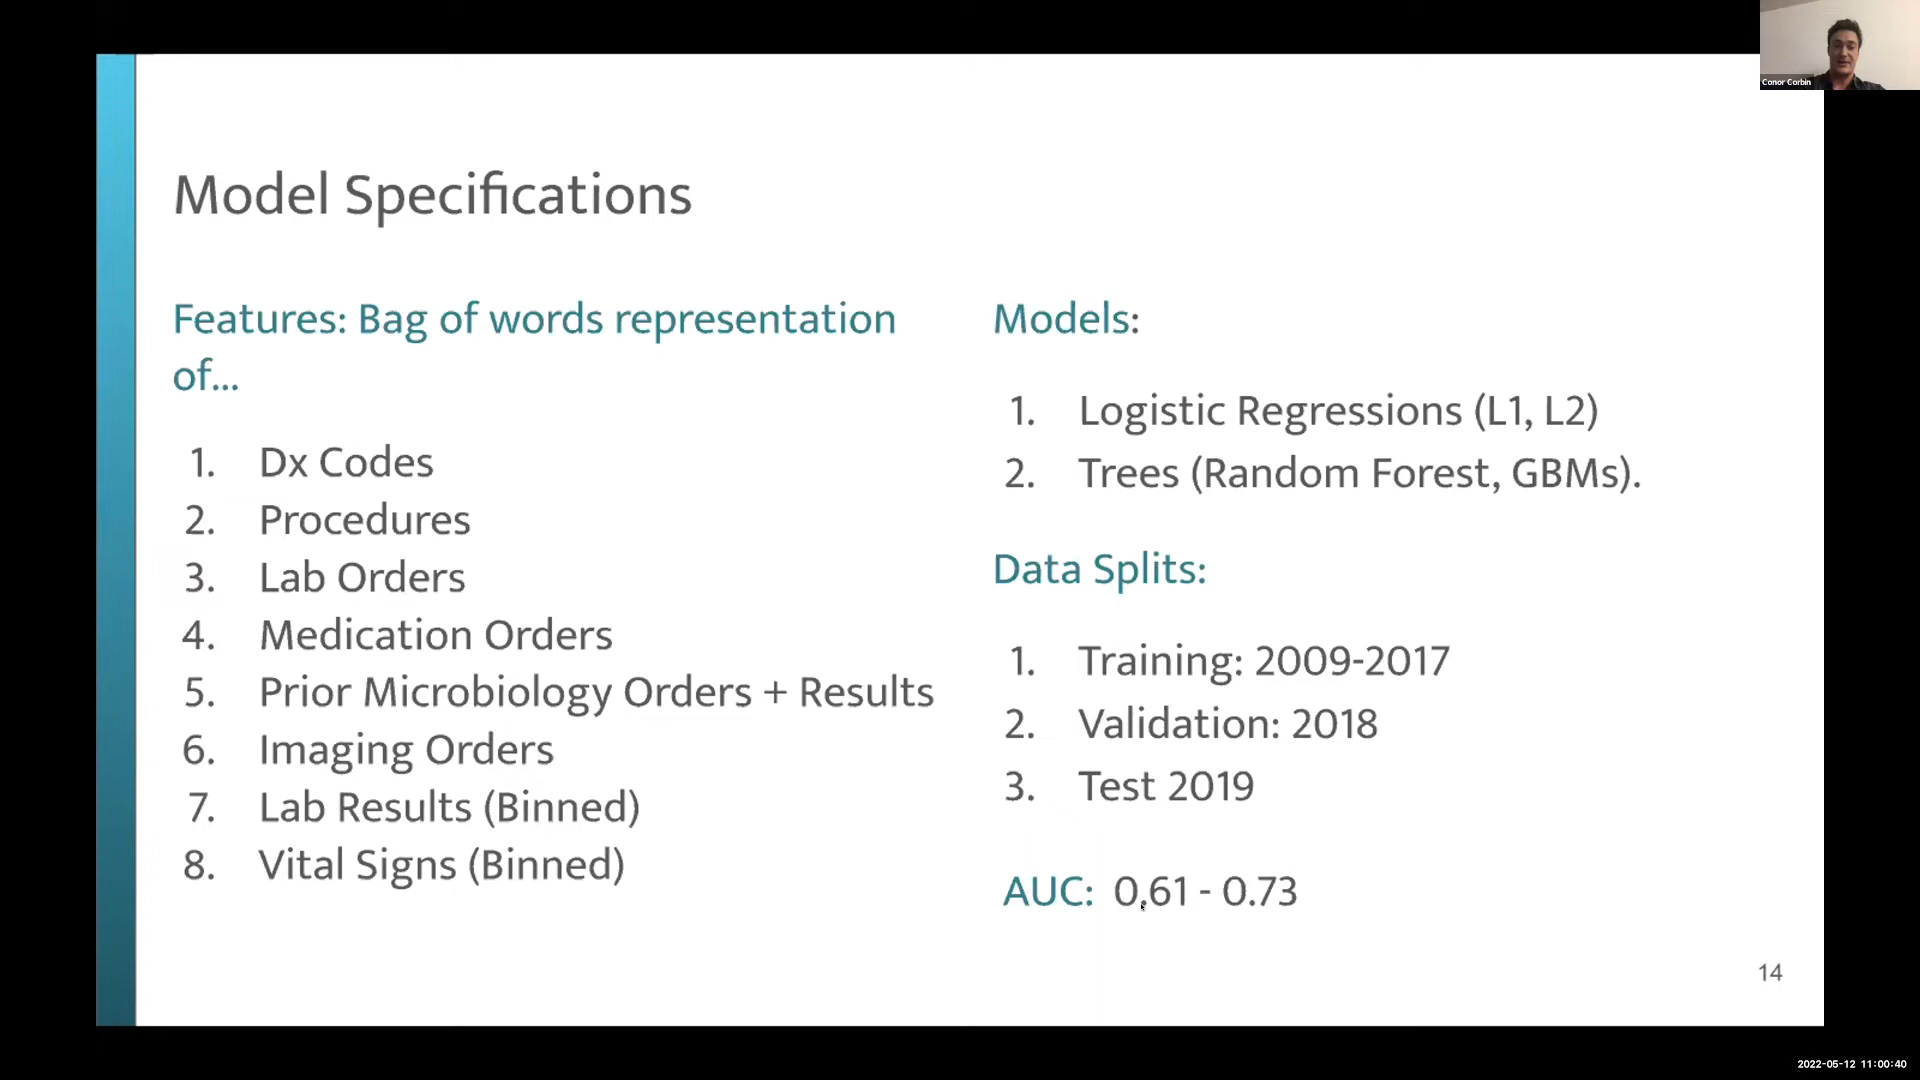 Conor Corbin
Model Specifications
Features: Bag of words representation
of...
1. Dx Codes
2. Procedures
3. Lab Orders
4. Medication Orders
5. Prior Microbiology Orders + Results
6. Imaging Orders
7. Lab Results (Binned)
8. Vital Signs (Binned)
Models:
1. Logistic Regressions (L1, L2)
2. Trees (Random Forest, GBMs).
Data Splits:
1. Training: 2009-2017
2. Validation: 2018
3. Test 2019
AUC: 0.61 - 0.73
14
2022-05-12 11:00:40